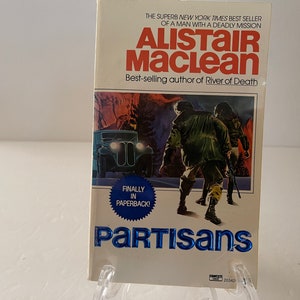 THE SUPERB NEW YORK TIMES BEST SELLER
OF A MAN WITH A DEADLY MISSION
ALISTAIR
MACLEAN
Best-selling author of River of Death
FINALLY
IN
PAPERBACK!
PARTISANS
FAWCETT